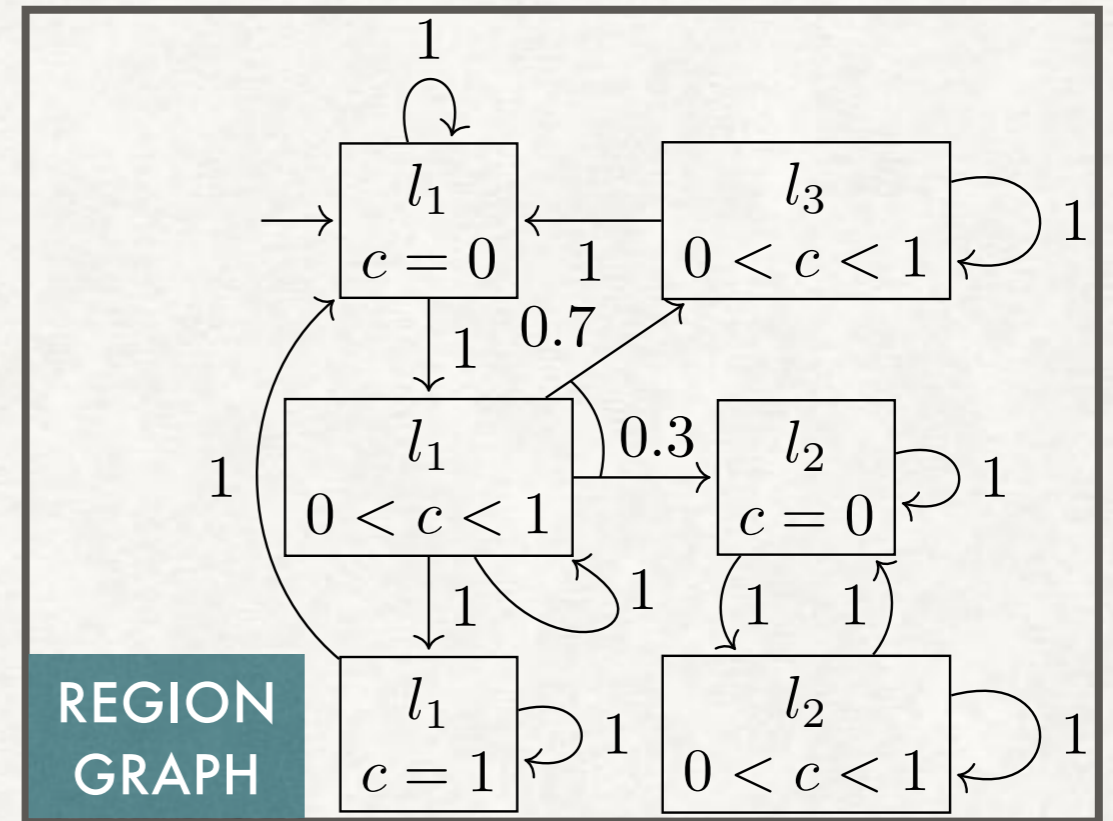 1
l₁
c = 0
1
l₃
0 < c < 1
1
1
0.7
1
l₁
0 < c < 1
0.3
l₂
c = 0
1
1
1
1
1
l₁
c = 1
1
l₂
0 < c < 1
1
REGION
GRAPH